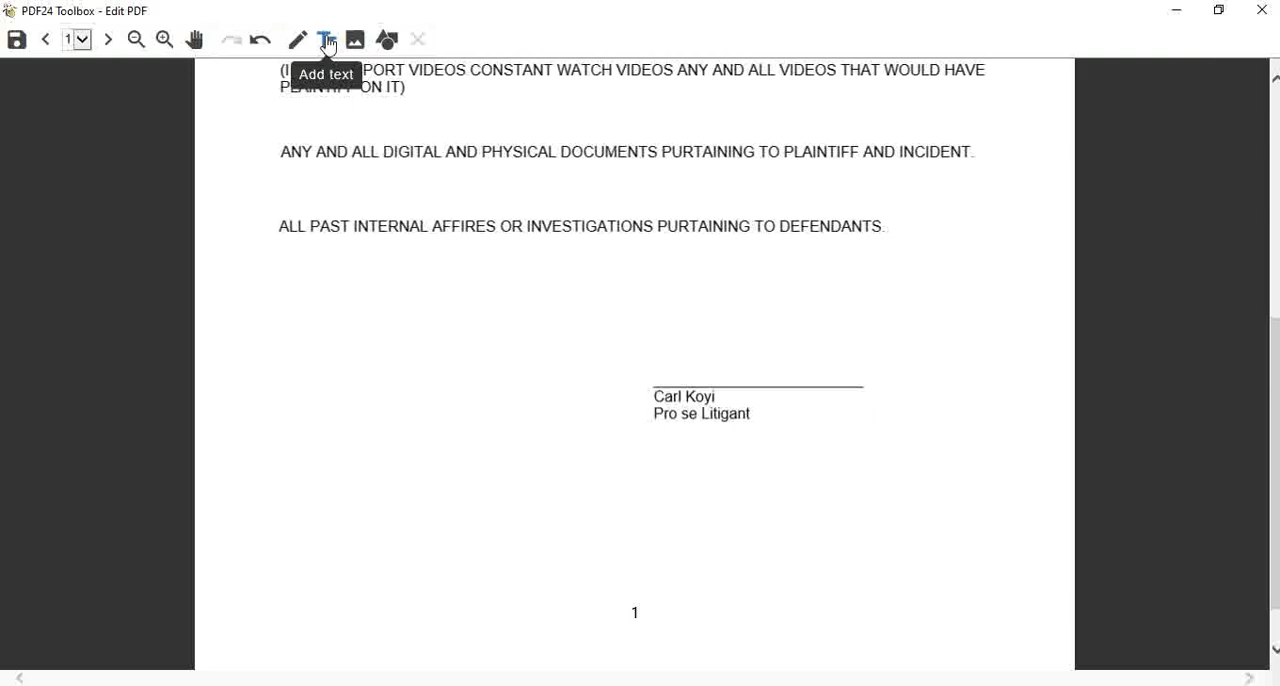 PDF24 Toolbox - Edit PDF
1
Add text
PORT VIDEOS CONSTANT WATCH VIDEOS ANY AND ALL VIDEOS THAT WOULD HAVE
ON IT)
ANY AND ALL DIGITAL AND PHYSICAL DOCUMENTS PURTAINING TO PLAINTIFF AND INCIDENT.
ALL PAST INTERNAL AFFIRES OR INVESTIGATIONS PURTAINING TO DEFENDANTS.
Carl Koyi
Pro se Litigant
1